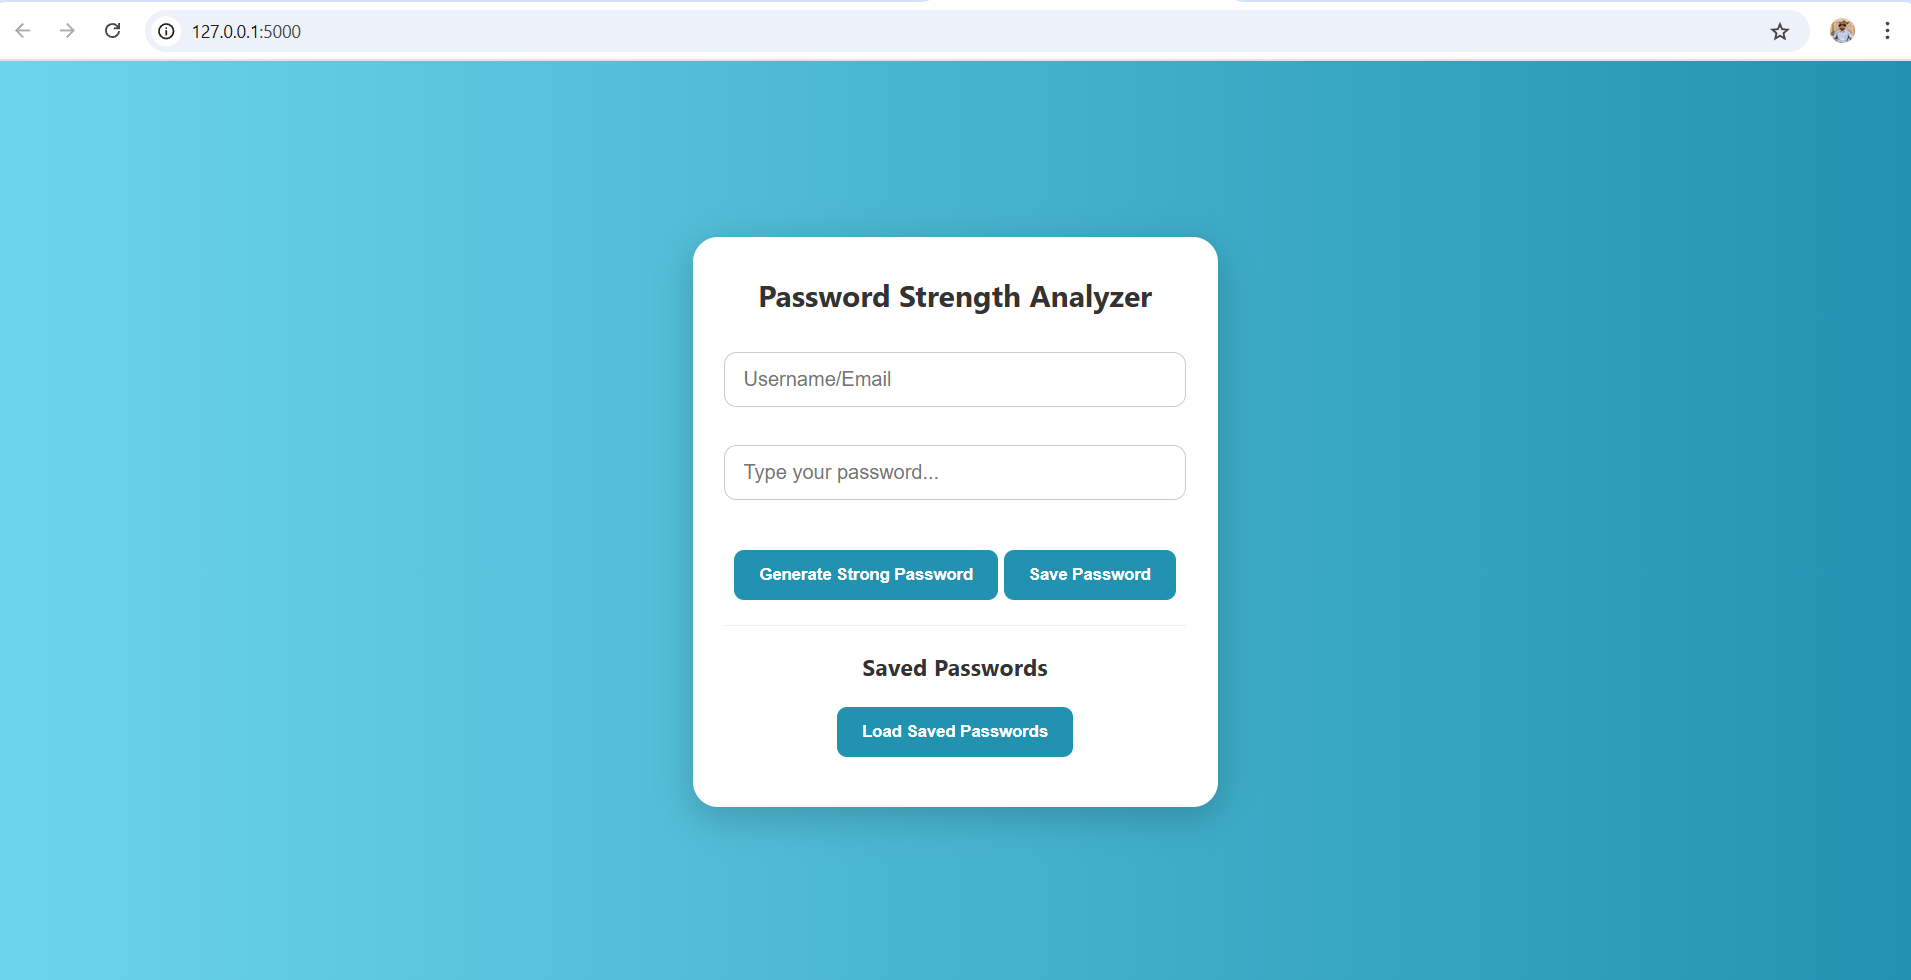 127.0.0.1:5000
Password Strength Analyzer
Username/Email
Type your password...
Generate Strong Password Save Password
Saved Passwords
Load Saved Passwords